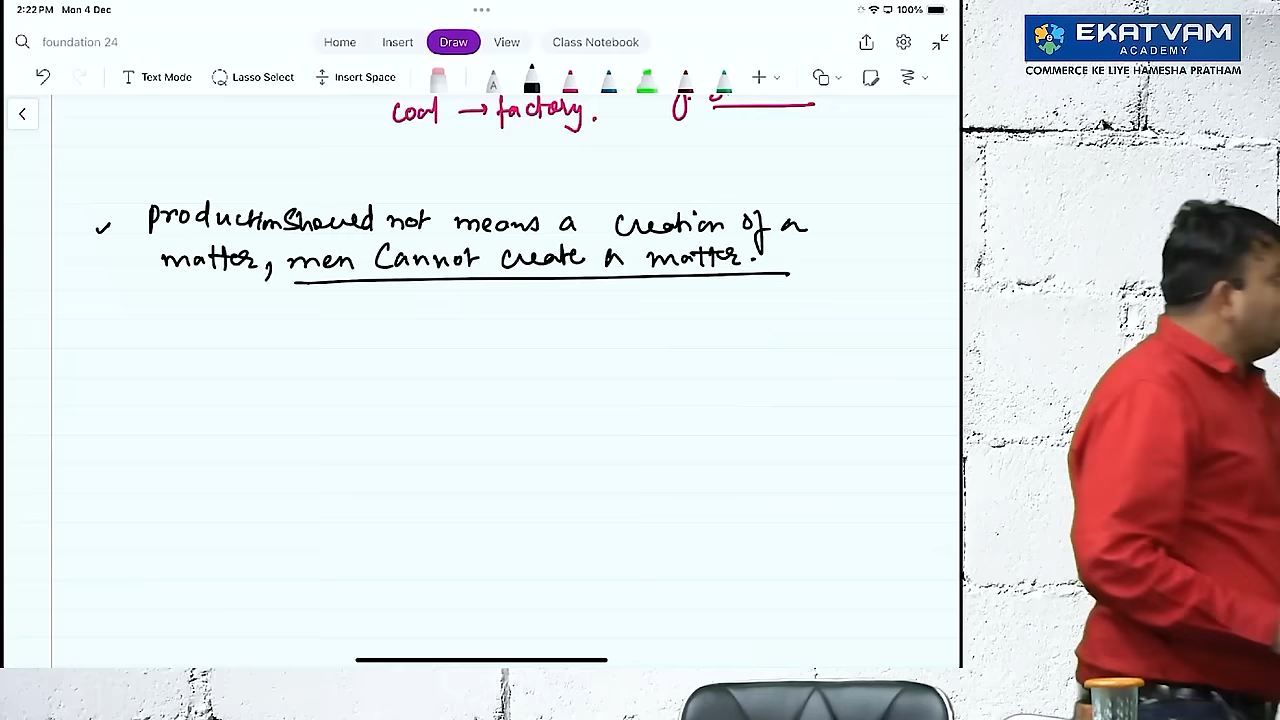 2:22 PM Mon 4 Dec
100%
foundation 24
Home Insert Draw View Class Notebook
Text Mode Lasso Select Insert Space
EKATVAM
ACADEMY
COMMERCE KE LIYE HAMESHA PRATHAM
coal → factory.
production should not means a creation of a
matter, men cannot create a matter.